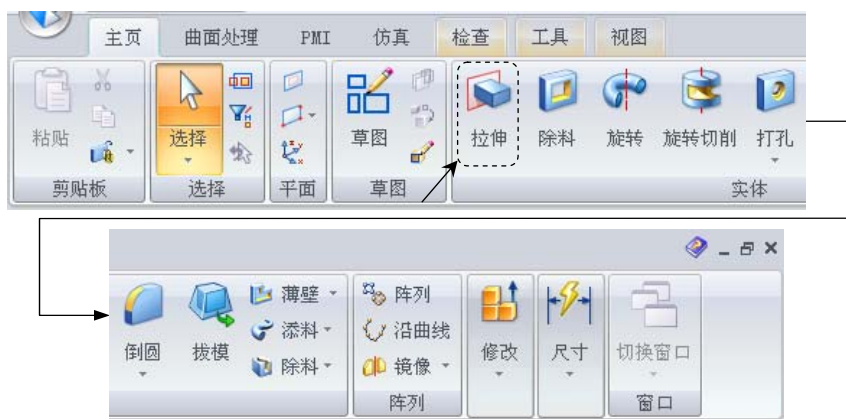 主页 曲面处理 PMI 仿真 检查 工具 视图
粘贴 选择 草图 拉伸 除料 旋转 旋转切削 打孔
剪贴板 选择 平面 草图 实体
倒圆 拔模 薄壁 添料 除料 阵列 沿曲线 镜像 修改 尺寸 切换窗口
阵列 窗口